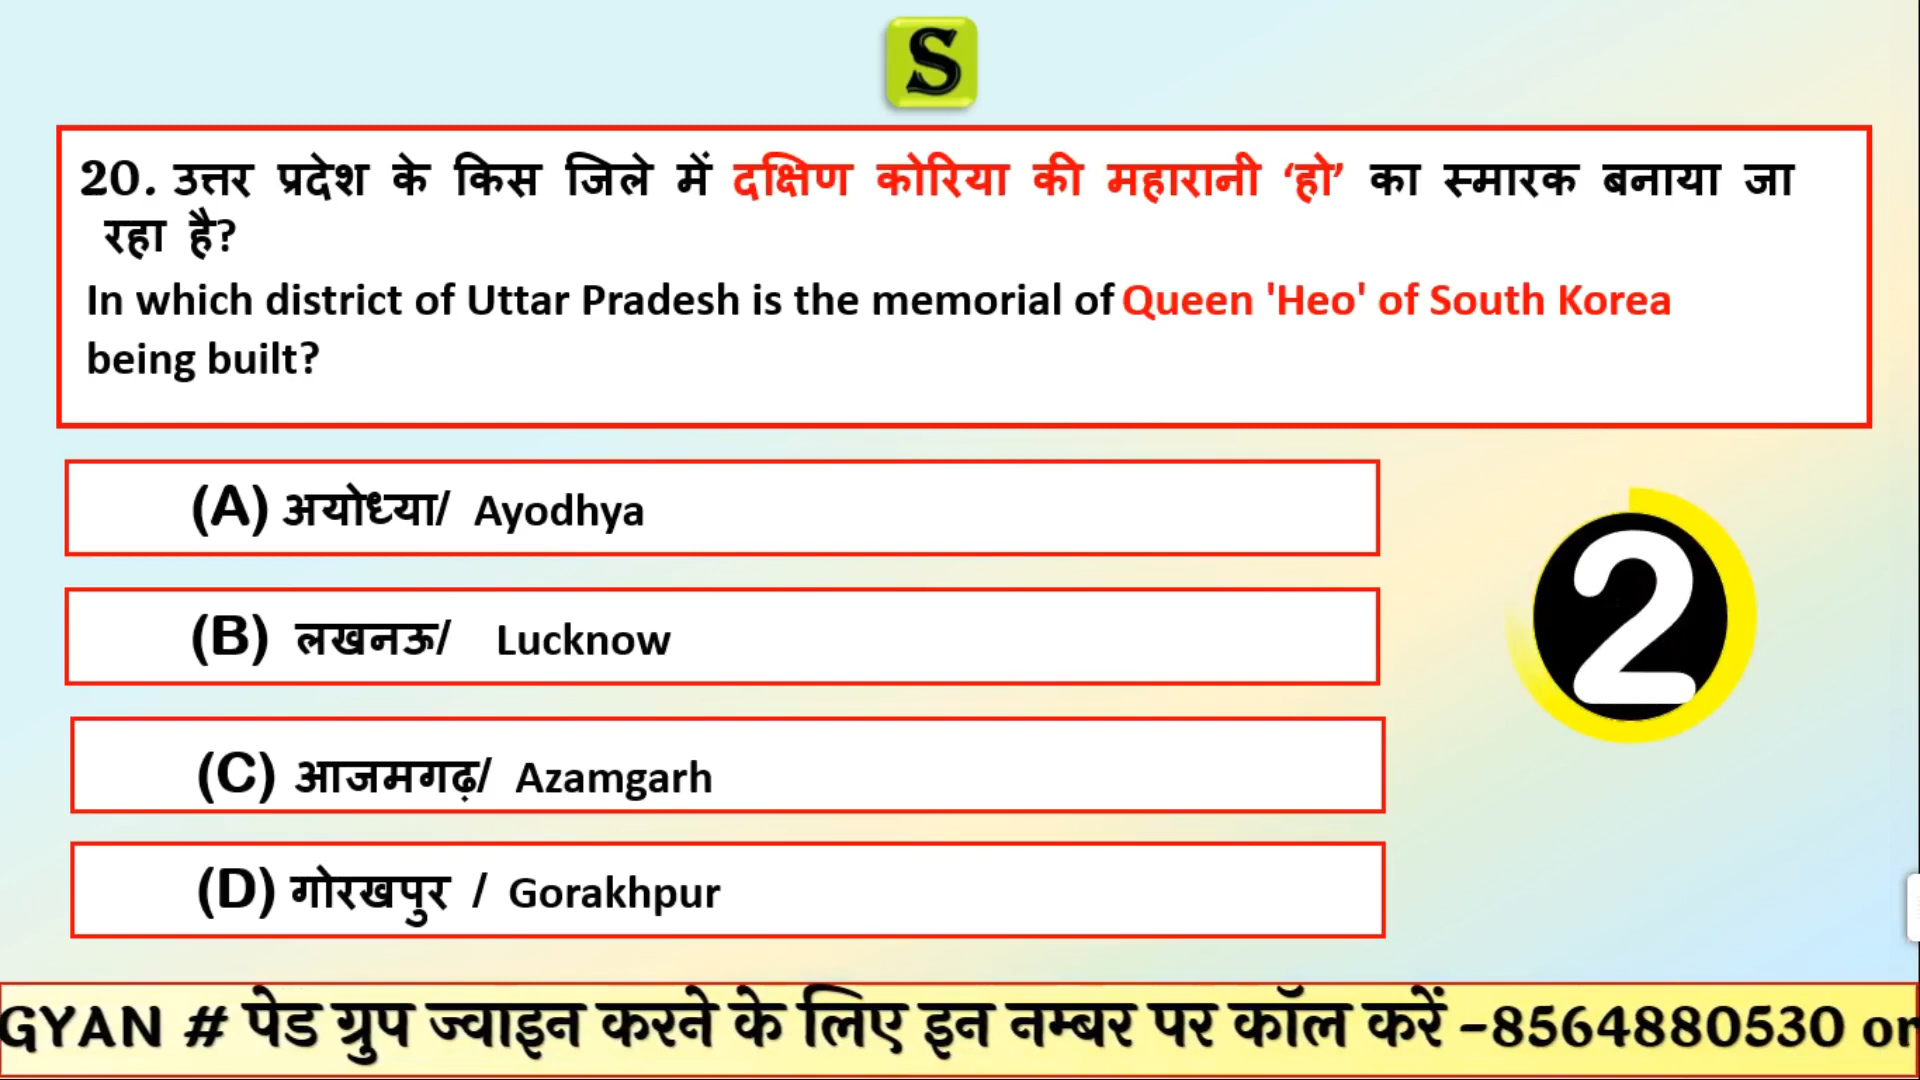 S
20. उत्तर प्रदेश के किस जिले में दक्षिण कोरिया की महारानी ‘हो’ का स्मारक बनाया जा
रहा है?
In which district of Uttar Pradesh is the memorial of Queen 'Heo' of South Korea
being built?
(A) अयोध्या/ Ayodhya
(B) लखनऊ/ Lucknow
2
(C) आजमगढ़/ Azamgarh
(D) गोरखपुर / Gorakhpur
GYAN # पेड ग्रुप ज्वाइन करने के लिए इन नम्बर पर कॉल करें –8564880530 or